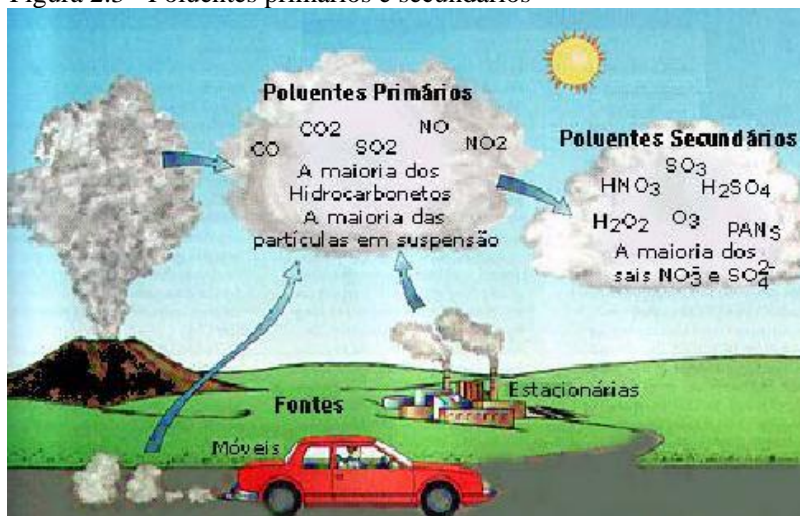 Figura 2.3 - Poluentes primários e secundários
Poluentes Primários
CO CO2 SO2 NO NO2
A maioria dos
Hidrocarbonetos
A maioria das
partículas em suspensão
Poluentes Secundários
SO3
HNO3 H2SO4
H2O2 O3 PANs
A maioria dos
sais NO3- e SO4 2-
Fontes
Estacionárias
Móveis